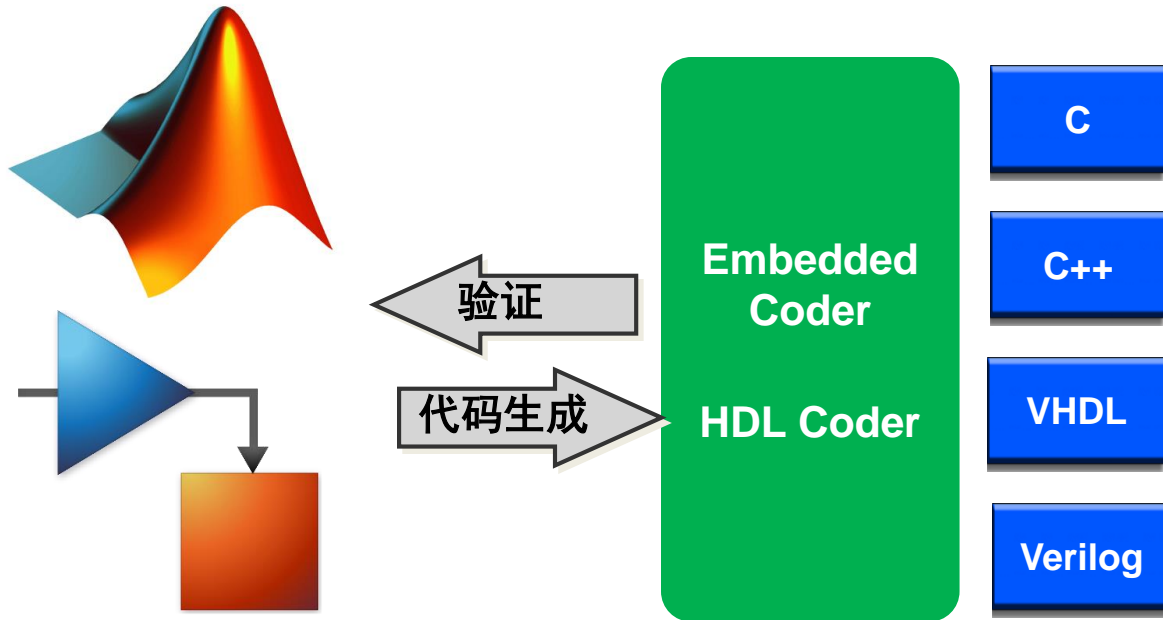 验证
代码生成
Embedded
Coder
HDL Coder
C
C++
VHDL
Verilog